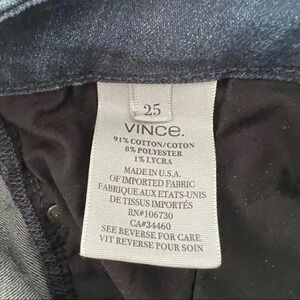 25
VINCE.
91% COTTON/COTON
8% POLYESTER
1% LYCRA
MADE IN U.S.A.
OF IMPORTED FABRIC
FABRIQUE AUX ETATS-UNIS
DE TISSUS IMPORTÉS
RN#106730
CA#34460
SEE REVERSE FOR CARE
VIT REVERSE POUR SOIN